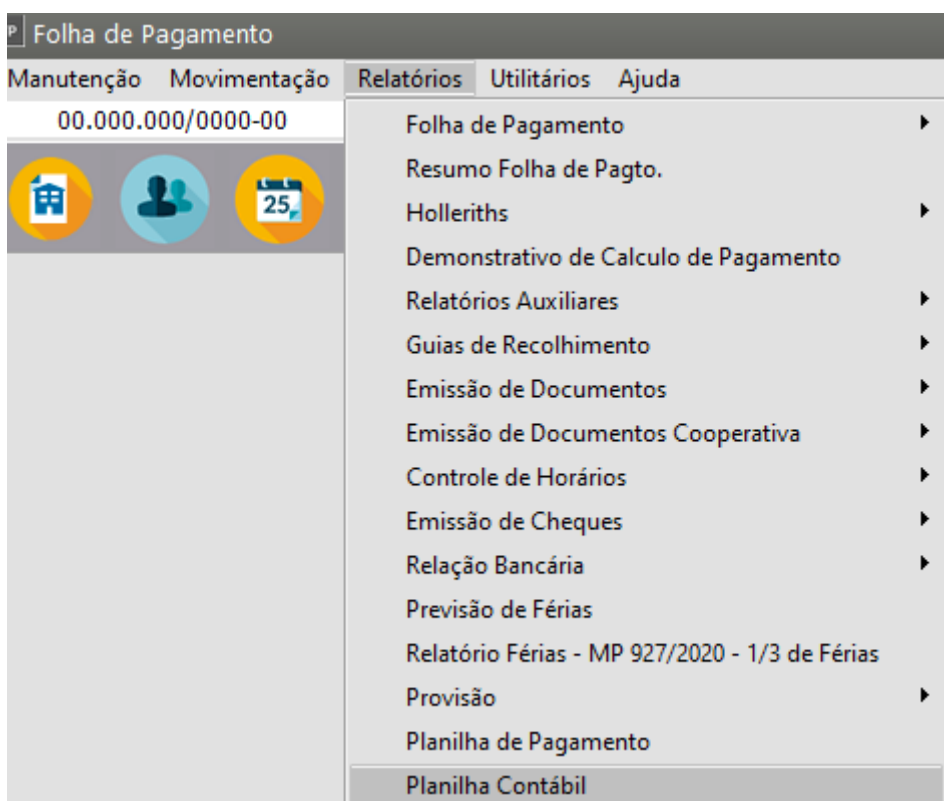 P Folha de Pagamento
Manutenção Movimentação Relatórios Utilitários Ajuda
00.000.000/0000-00
25
Folha de Pagamento
Resumo Folha de Pagto.
Holleriths
Demonstrativo de Calculo de Pagamento
Relatórios Auxiliares
Guias de Recolhimento
Emissão de Documentos
Emissão de Documentos Cooperativa
Controle de Horários
Emissão de Cheques
Relação Bancária
Previsão de Férias
Relatório Férias - MP 927/2020 - 1/3 de Férias
Provisão
Planilha de Pagamento
Planilha Contábil